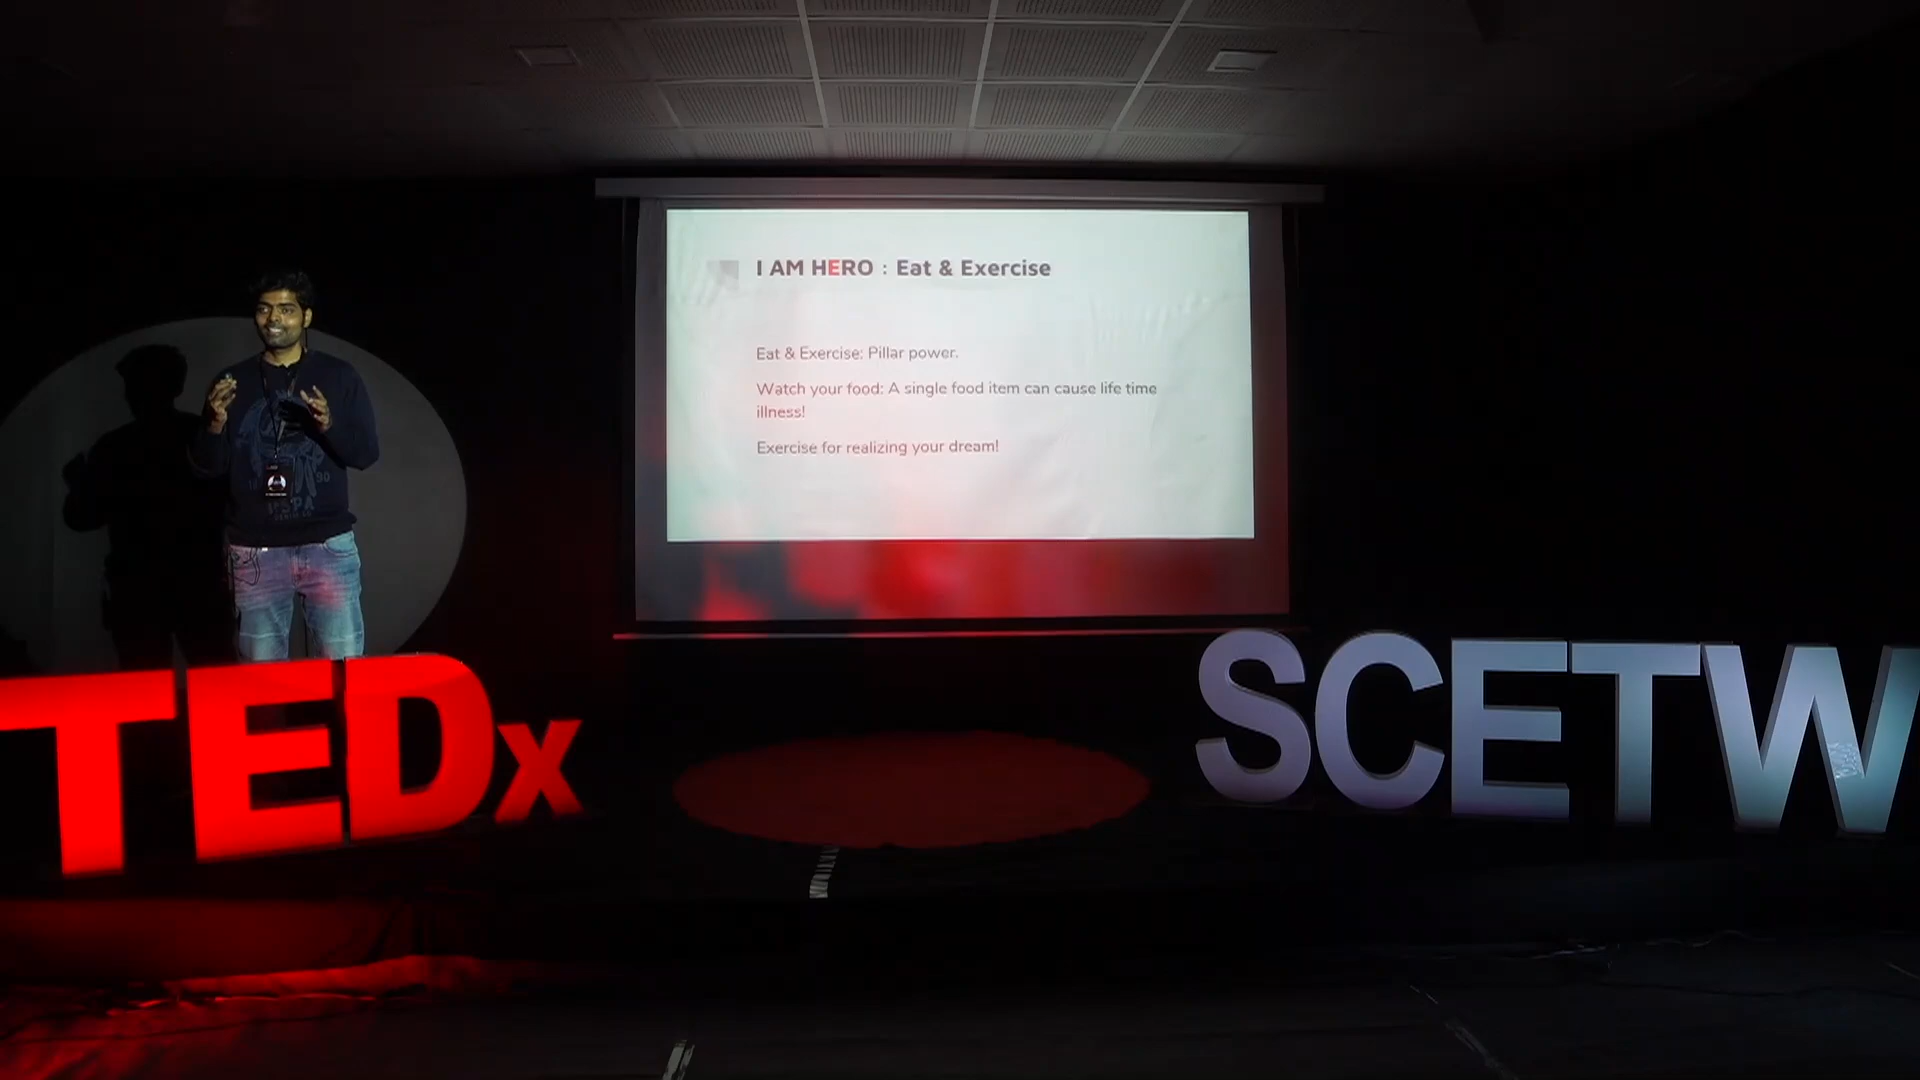 I AM HERO : Eat & Exercise
Eat & Exercise: Pillar power.
Watch your food: A single food item can cause life time
illness!
Exercise for realizing your dream!
90
TEDx
SCETW